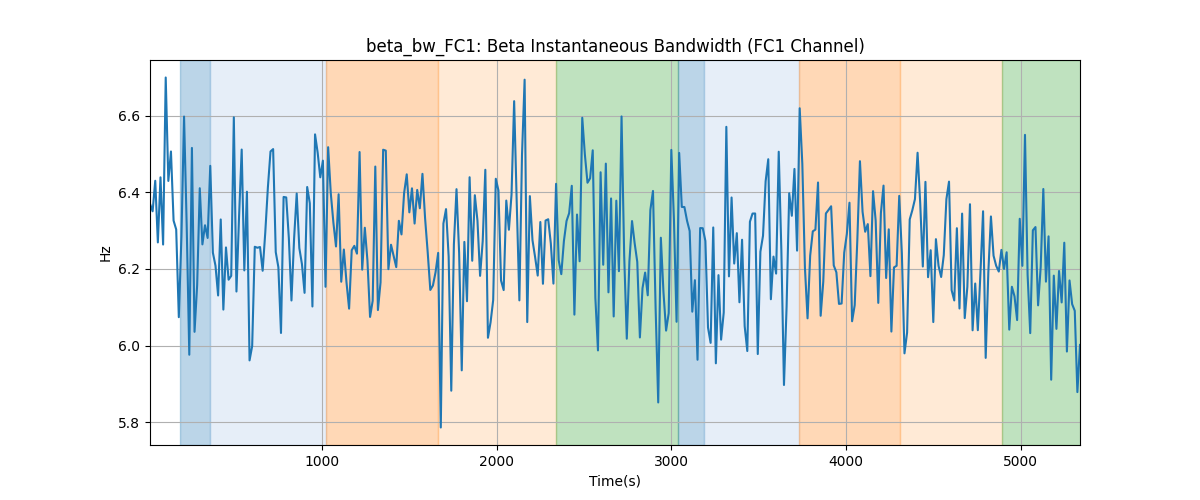 beta_bw_FC1: Beta Instantaneous Bandwidth (FC1 Channel)
Hz
6.6
6.4
6.2
6.0
5.8
1000 2000 3000 4000 5000
Time(s)